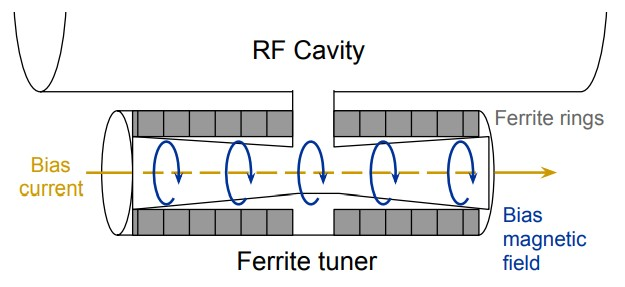 RF Cavity
Ferrite rings
Bias
current
Bias
magnetic
field
Ferrite tuner